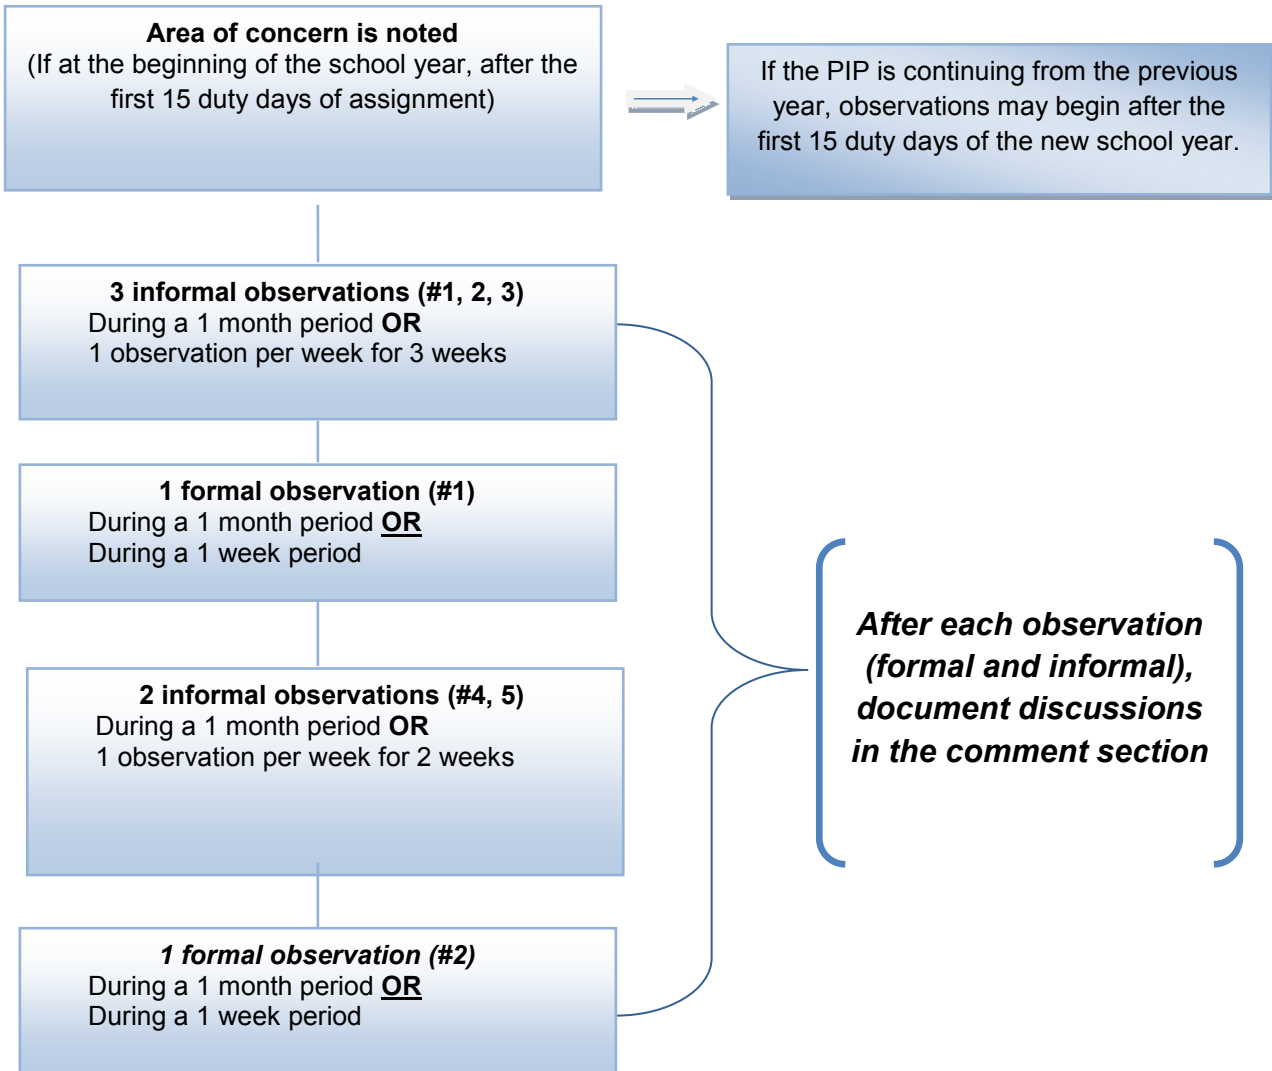 Area of concern is noted
(If at the beginning of the school year, after the
first 15 duty days of assignment)
If the PIP is continuing from the previous
year, observations may begin after the
first 15 duty days of the new school year.
3 informal observations (#1, 2, 3)
During a 1 month period OR
1 observation per week for 3 weeks
1 formal observation (#1)
During a 1 month period OR
During a 1 week period
2 informal observations (#4, 5)
During a 1 month period OR
1 observation per week for 2 weeks
1 formal observation (#2)
During a 1 month period OR
During a 1 week period
After each observation
(formal and informal),
document discussions
in the comment section